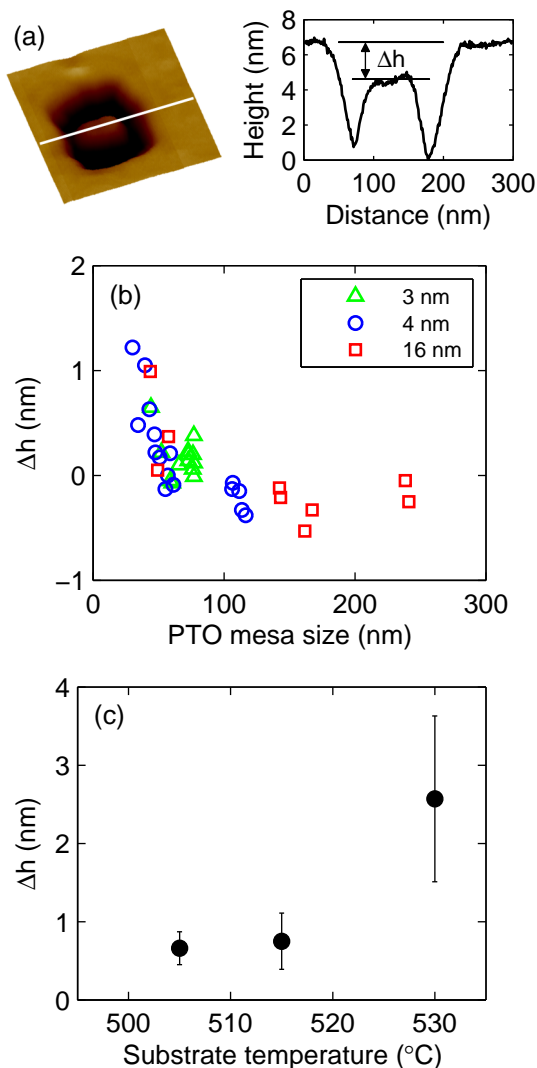 (a)
Height (nm)
8
6
4
2
0
Δh
0 100 200 300
Distance (nm)
(b)
Δh (nm)
2
1
0
−1
3 nm
4 nm
16 nm
0 100 200 300
PTO mesa size (nm)
(c)
Δh (nm)
4
3
2
1
0
500 510 520 530
Substrate temperature (°C)